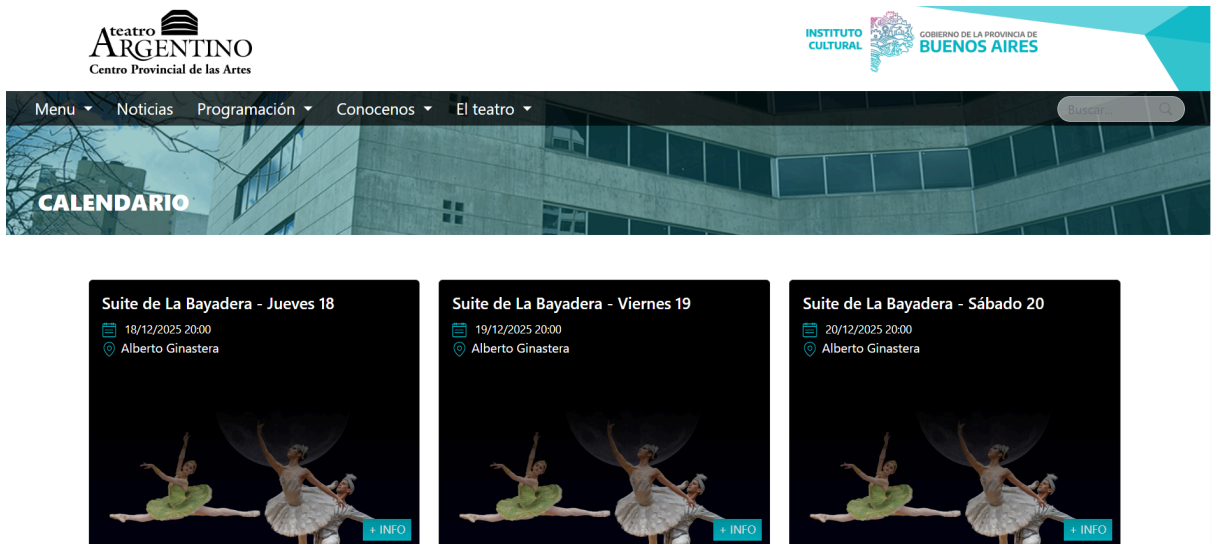 teatro
ARGENTINO
Centro Provincial de las Artes
INSTITUTO
CULTURAL
GOBIERNO DE LA PROVINCIA DE
BUENOS AIRES
Menu Noticias Programación Conocenos El teatro Buscar...
CALENDARIO
Suite de La Bayadera - Jueves 18
18/12/2025 20:00
Alberto Ginastera
+ INFO
Suite de La Bayadera - Viernes 19
19/12/2025 20:00
Alberto Ginastera
+ INFO
Suite de La Bayadera - Sábado 20
20/12/2025 20:00
Alberto Ginastera
+ INFO